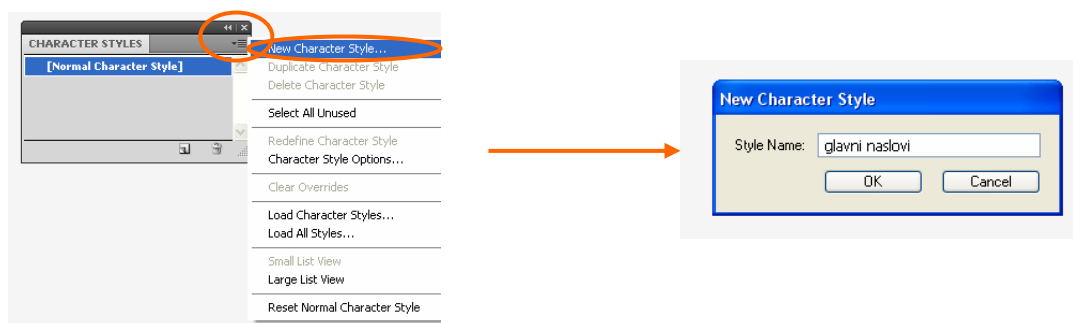 CHARACTER STYLES
[Normal Character Style]
New Character Style...
Duplicate Character Style
Delete Character Style
Select All Unused
Redefine Character Style
Character Style Options...
Clear Overrides
Load Character Styles...
Load All Styles...
Small List View
Large List View
Reset Normal Character Style
New Character Style
Style Name: glavni naslovi
OK Cancel